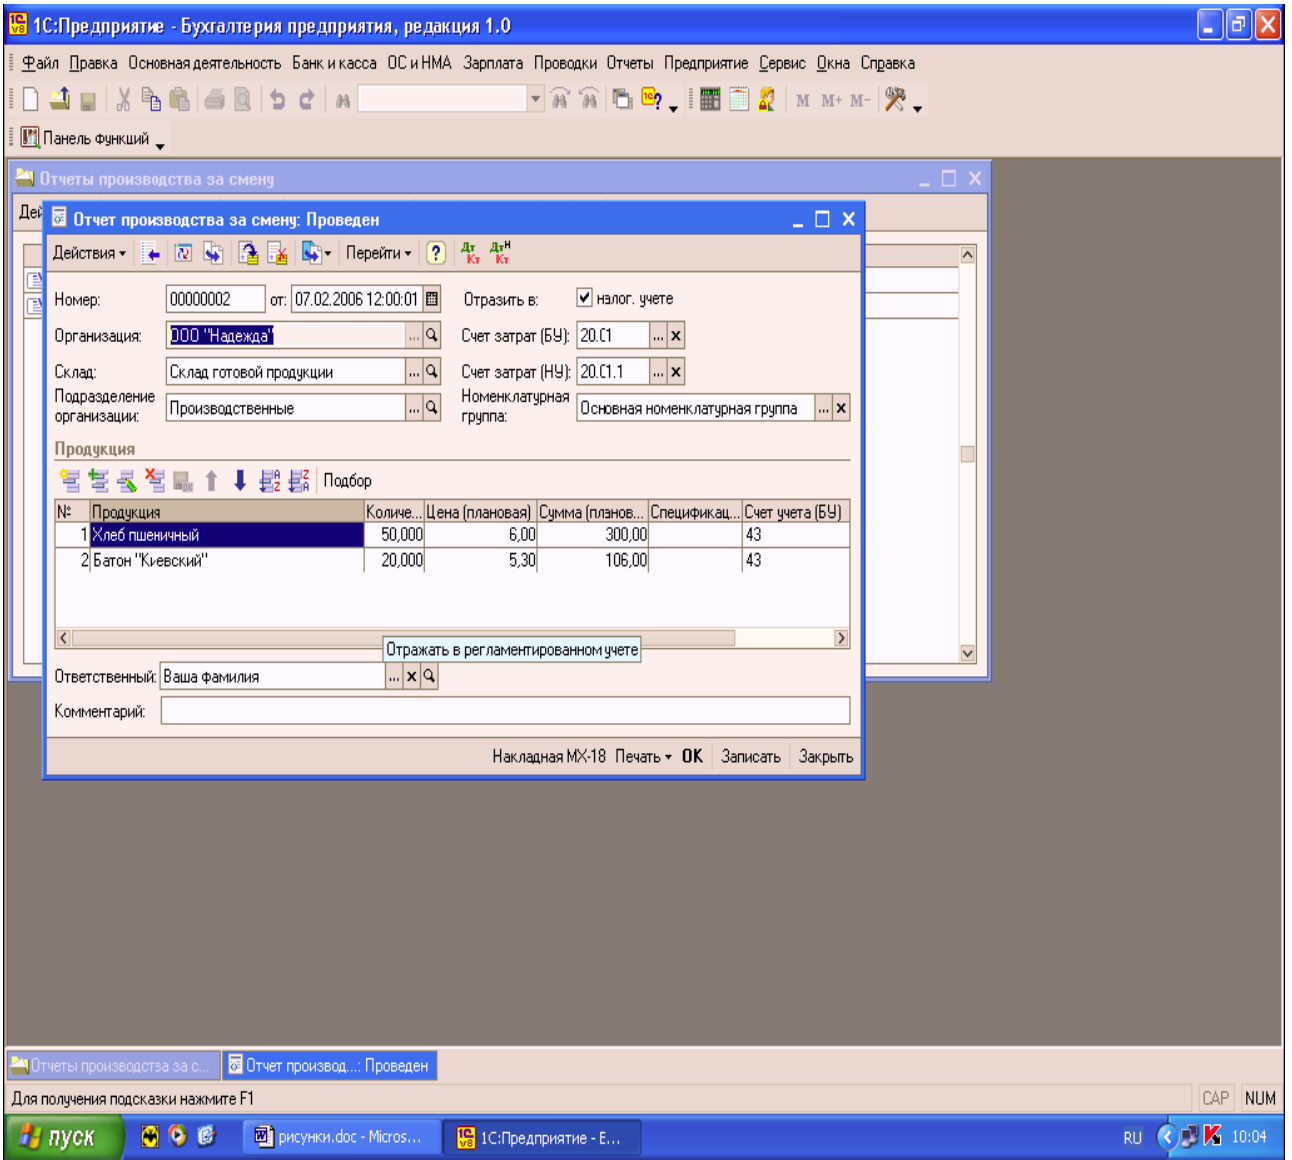 1С:Предприятие - Бухгалтерия предприятия, редакция 1.0
Файл Правка Основная деятельность Банк и касса ОС и НМА Зарплата Проводки Отчеты Предприятие Сервис Окна Справка
M M+ M-
Панель функций
Отчеты производства за смену
Дей
Отчет производства за смену: Проведен
Действия Перейти ? Дт Кт Дт Н Кт
Номер: 00000002 от: 07.02.2006 12:00:01 Отразить в: налог. учете
Организация: ООО "Надежда" ... Счет затрат (БУ): 20.01 ... x
Склад: Склад готовой продукции ... Счет затрат (НУ): 20.01.1 ... x
Подразделение организации: Производственные ... Номенклатурная группа: Основная номенклатурная группа ... x
Продукция
Подбор
№ Продукция Количе... Цена (плановая) Сумма (планов... Спецификац... Счет учета (БУ)
1 Хлеб пшеничный 50,000 6,00 300,00 43
2 Батон "Киевский" 20,000 5,30 106,00 43
Отражать в регламентированном учете
Ответственный: Ваша фамилия ... x
Комментарий:
Накладная МХ-18 Печать OK Записать Закрыть
Отчеты производства за с... Отчет производ...: Проведен
Для получения подсказки нажмите F1 CAP NUM
пуск рисунки.doc - Micros... 1С:Предприятие - Б... RU 10:04